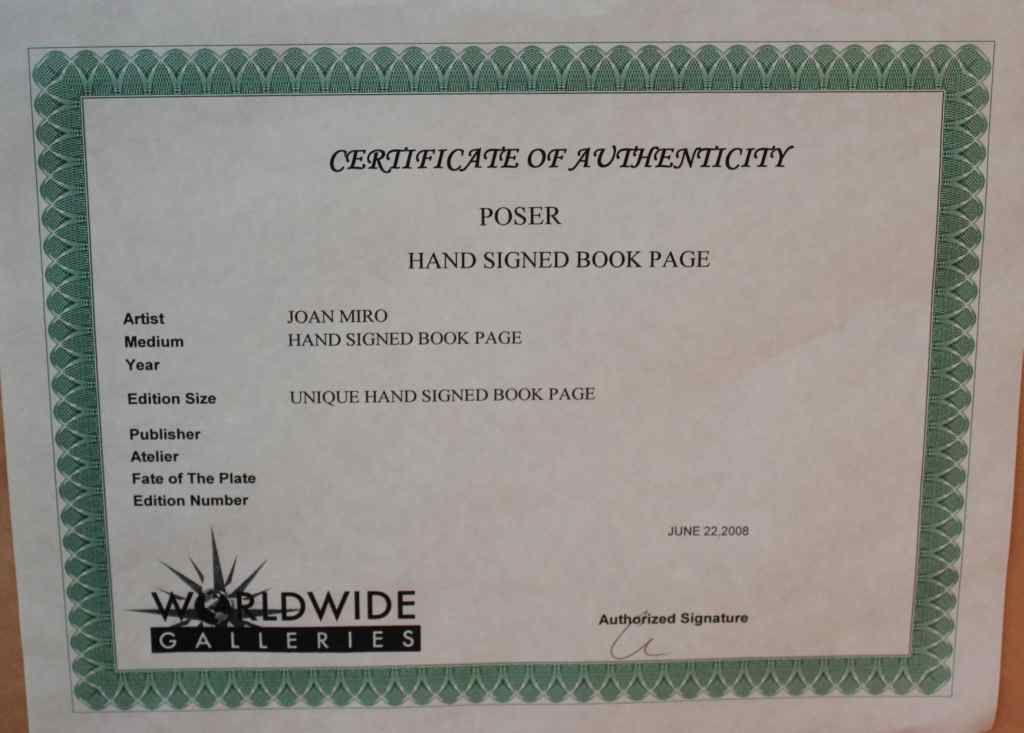 CERTIFICATE OF AUTHENTICITY
POSER
HAND SIGNED BOOK PAGE
Artist JOAN MIRO
Medium HAND SIGNED BOOK PAGE
Year
Edition Size UNIQUE HAND SIGNED BOOK PAGE
Publisher
Atelier
Fate of The Plate
Edition Number
JUNE 22,2008
WORLDWIDE
GALLERIES
Authorized Signature